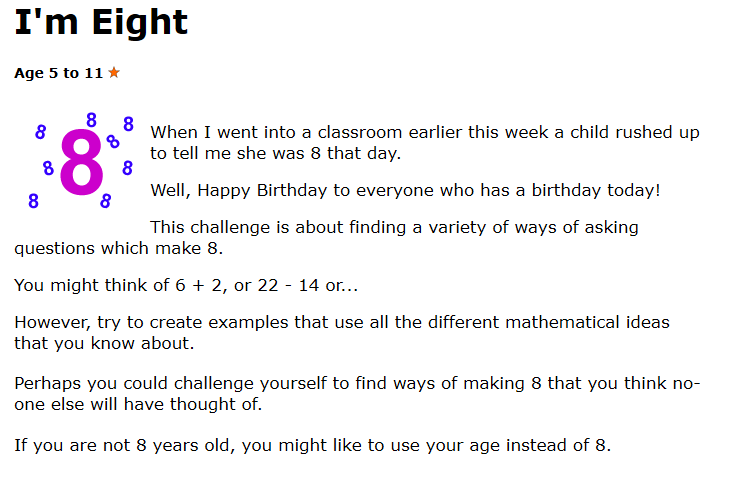 I'm Eight
Age 5 to 11
8 8 8 8 8 8 8 8 8
When I went into a classroom earlier this week a child rushed up
to tell me she was 8 that day.
Well, Happy Birthday to everyone who has a birthday today!
This challenge is about finding a variety of ways of asking
questions which make 8.
You might think of 6 + 2, or 22 - 14 or...
However, try to create examples that use all the different mathematical ideas
that you know about.
Perhaps you could challenge yourself to find ways of making 8 that you think no-
one else will have thought of.
If you are not 8 years old, you might like to use your age instead of 8.